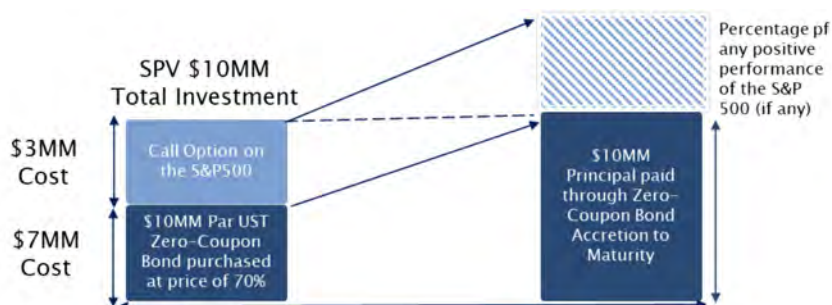 SPV $10MM
Total Investment
$3MM
Cost
Call Option on
the S&P500
$7MM
Cost
$10MM Par UST
Zero-Coupon
Bond purchased
at price of 70%
Percentage pf
any positive
performance
of the S&P
500 (if any)
$10MM
Principal paid
through Zero-
Coupon Bond
Accretion to
Maturity